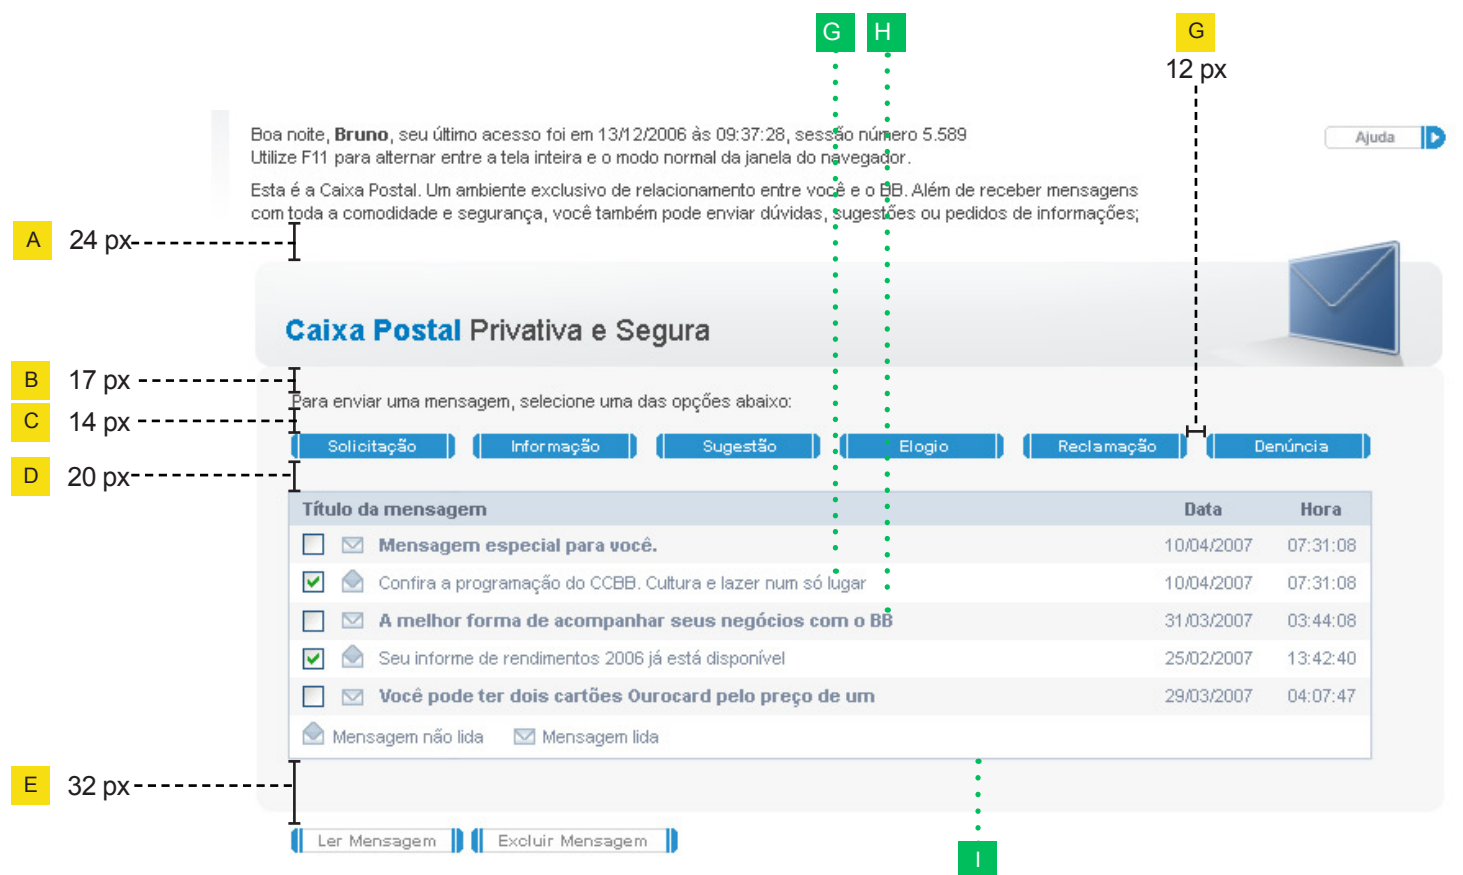 G H G
12 px
Boa noite, Bruno, seu último acesso foi em 13/12/2006 às 09:37:28, sessão número 5.589
Ajuda
Utilize F11 para alternar entre a tela inteira e o modo normal da janela do navegador.
Esta é a Caixa Postal. Um ambiente exclusivo de relacionamento entre você e o BB. Além de receber mensagens
com toda a comodidade e segurança, você também pode enviar dúvidas, sugestões ou pedidos de informações;
A 24 px
Caixa Postal Privativa e Segura
B 17 px
Para enviar uma mensagem, selecione uma das opções abaixo:
C 14 px
Solicitação Informação Sugestão Elogio Reclamação Denúncia
D 20 px
Título da mensagem Data Hora
Mensagem especial para você. 10/04/2007 07:31:08
Confira a programação do CCBB. Cultura e lazer num só lugar 10/04/2007 07:31:08
A melhor forma de acompanhar seus negócios com o BB 31/03/2007 03:44:08
Seu informe de rendimentos 2006 já está disponível 25/02/2007 13:42:40
Você pode ter dois cartões Ourocard pelo preço de um 29/03/2007 04:07:47
Mensagem não lida Mensagem lida
E 32 px
Ler Mensagem Excluir Mensagem
I